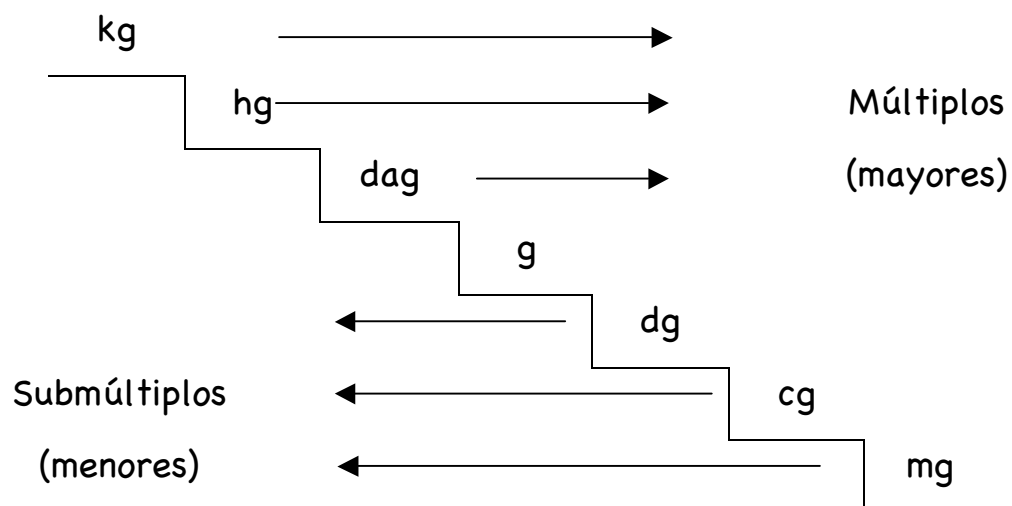 kg
hg
Múltiplos
dag
(mayores)
g
dg
Submúltiplos
cg
(menores)
mg